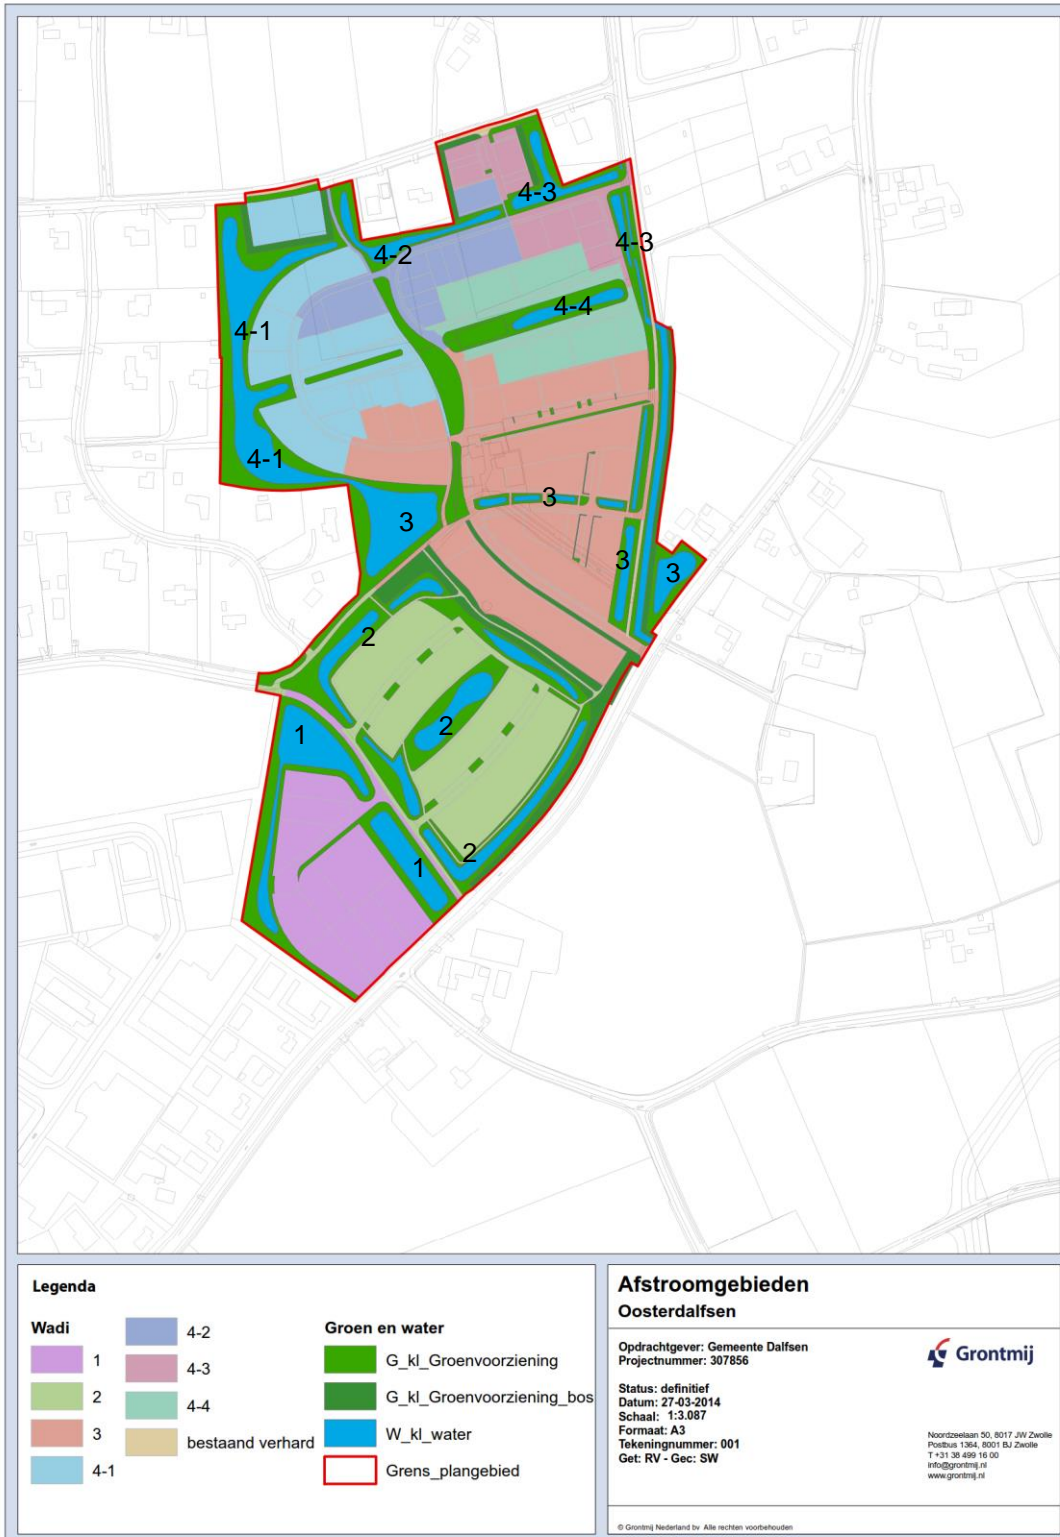 4-3
4-3
4-2
4-4
4-1
4-1
3
3
3
3
2
2
1
2
1
Legenda
Wadi
1
2
3
4-1
4-2
4-3
4-4
bestaand verhard
Groen en water
G_kl_Groenvoorziening
G_kl_Groenvoorziening_bos
W_kl_water
Grens_plangebied
Afstroomgebieden
Oosterdalfsen
Opdrachtgever: Gemeente Dalfsen
Projectnummer: 307856
Status: definitief
Datum: 27-03-2014
Schaal: 1:3.087
Formaat: A3
Tekeningnummer: 001
Get: RV - Gec: SW
Grontmij
Noordzeelaan 50, 8017 JW Zwolle
Postbus 1364, 8001 BJ Zwolle
T +31 38 499 16 00
info@grontmij.nl
www.grontmij.nl
© Grontmij Nederland bv Alle rechten voorbehouden